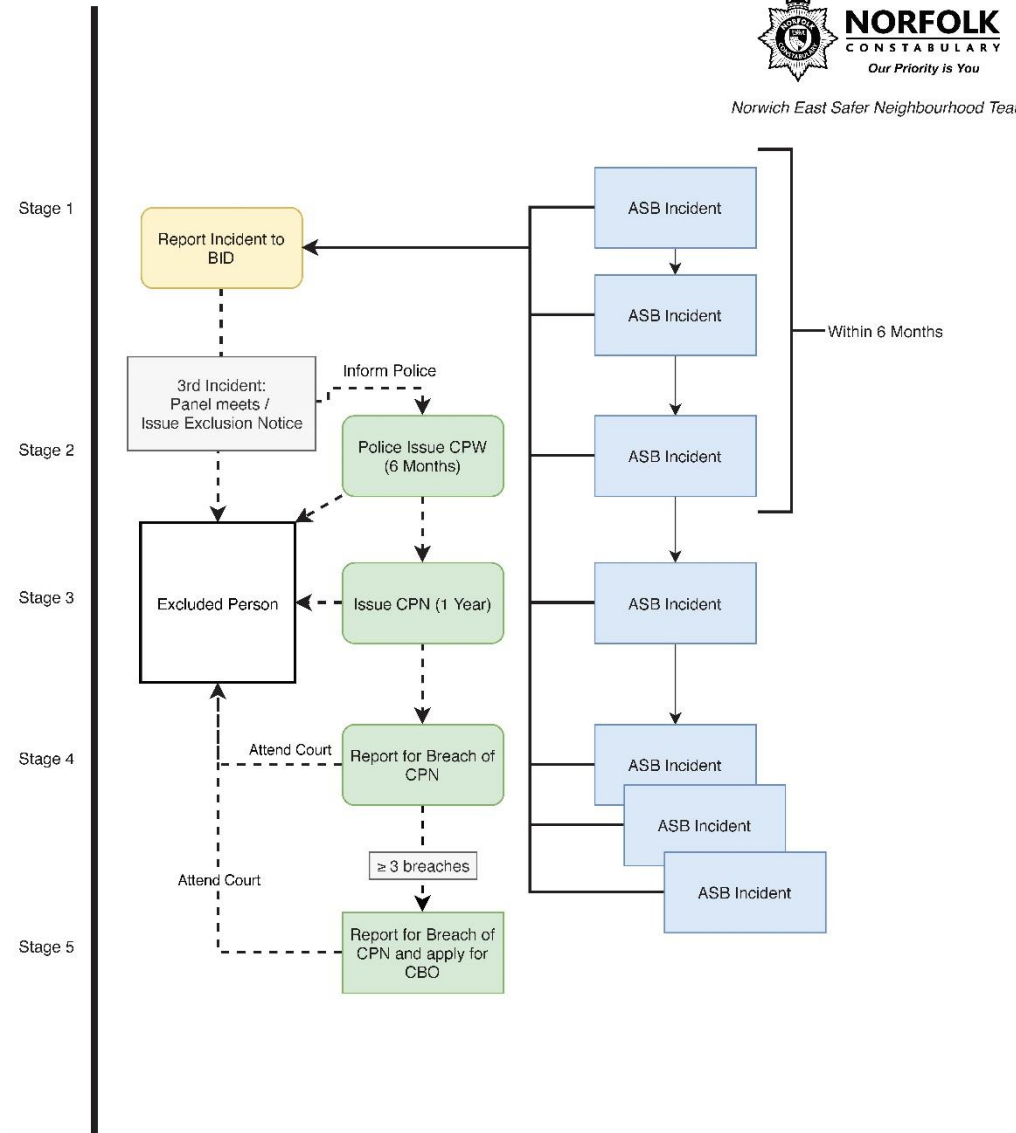 NORFOLK
CONSTABULARY
Our Priority is You
Norwich East Safer Neighbourhood
Stage 1
Report Incident to
BID
ASB Incident
ASB Incident
Within 6 Months
3rd Incident:
Panel meets /
Issue Exclusion Notice
Inform Police
Stage 2
Police Issue CPW
(6 Months)
ASB Incident
Stage 3
Excluded Person
Issue CPN (1 Year)
ASB Incident
Stage 4
Attend Court
Report for Breach of
CPN
ASB Incident
ASB Incident
≥ 3 breaches
Attend Court
ASB Incident
Stage 5
Report for Breach of
CPN and apply for
CBO